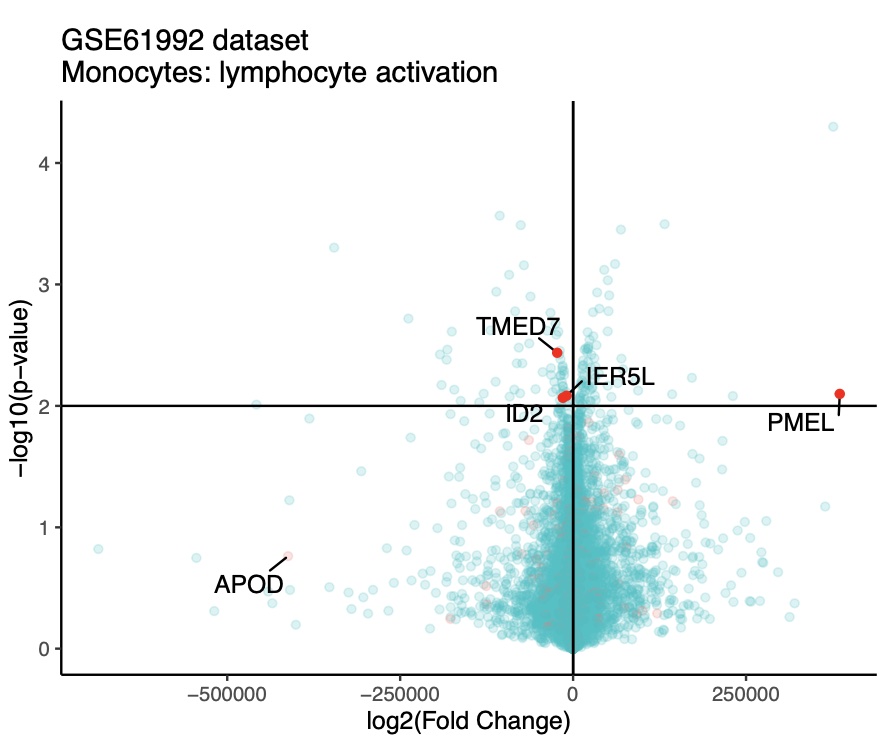 GSE61992 dataset
Monocytes: lymphocyte activation
−log10(p−value)
4
3
2
1
0
TMED7
IER5L
ID2
PMEL
APOD
−500000
−250000
0
250000
log2(Fold Change)